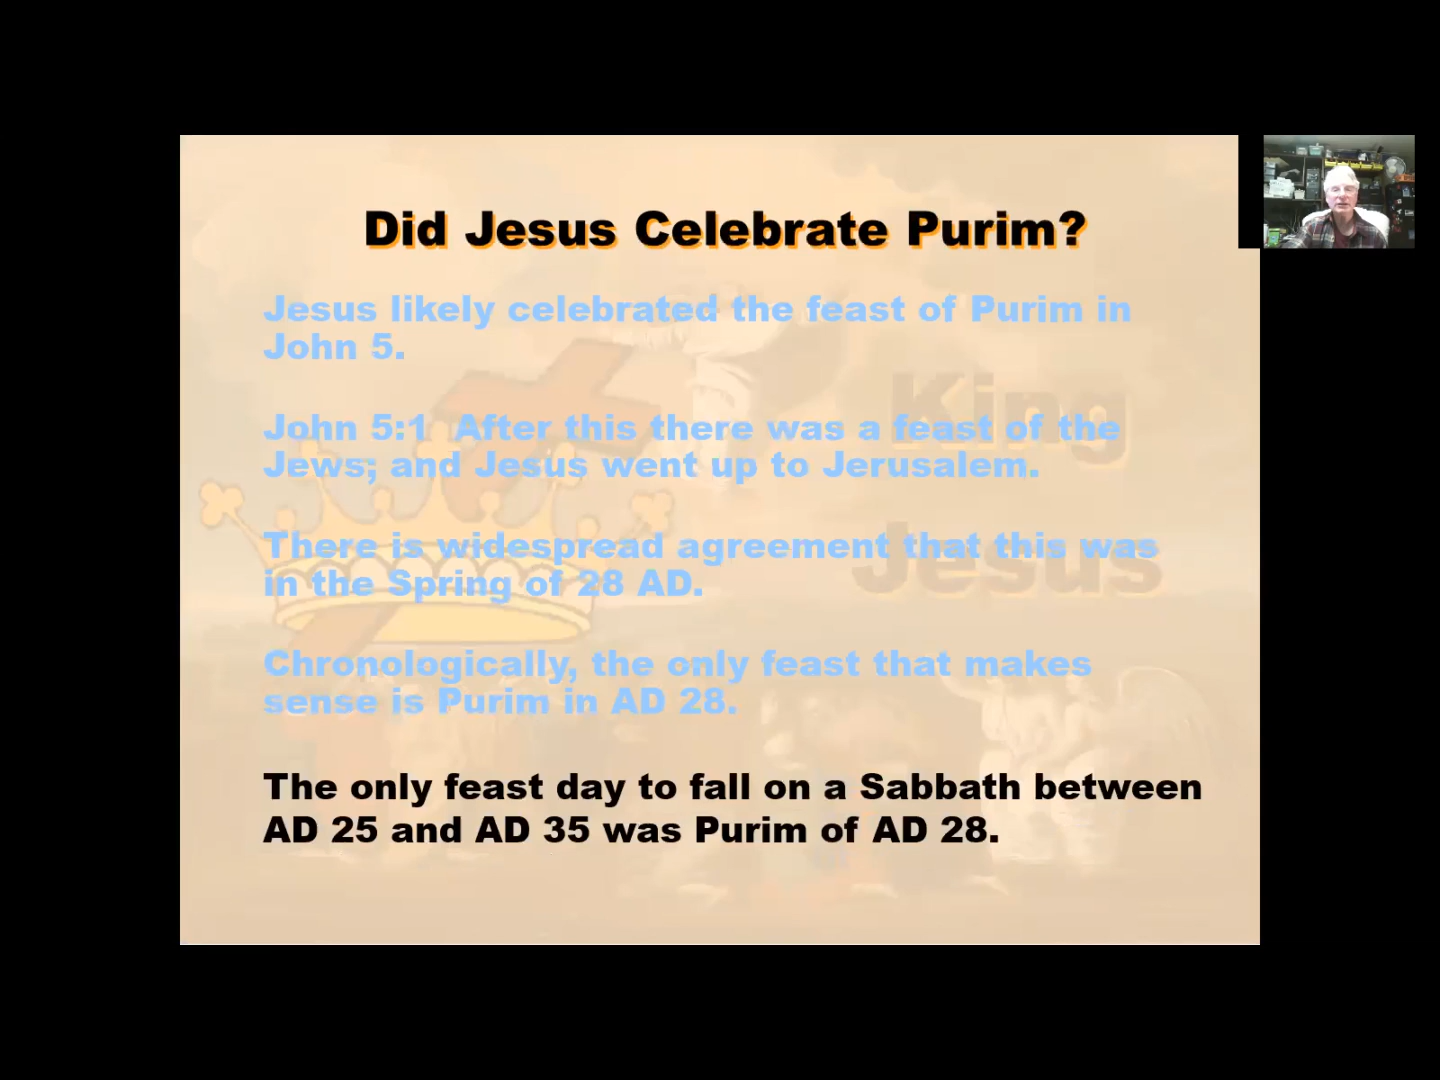 Did Jesus Celebrate Purim?
Jesus likely celebrated the feast of Purim in
John 5.
King
John 5:1 After this there was a feast of the
Jews; and Jesus went up to Jerusalem.
Jesus
There is widespread agreement that this was
in the Spring of 28 AD.
Chronologically, the only feast that makes
sense is Purim in AD 28.
The only feast day to fall on a Sabbath between
AD 25 and AD 35 was Purim of AD 28.